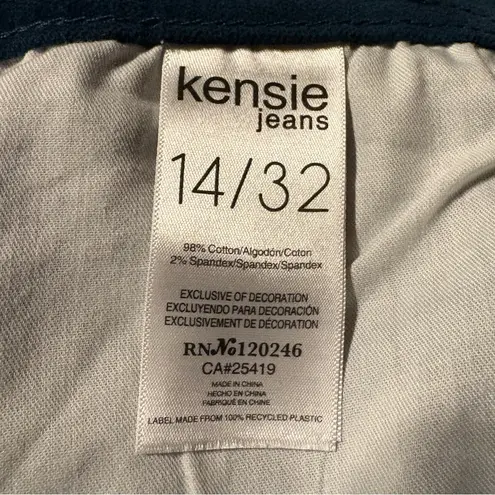 kensie
jeans
14/32
98% Cotton/Algodón/Coton
2% Spandex/Spandex/Spandex
EXCLUSIVE OF DECORATION
EXCLUYENDO PARA DECORACIÓN
EXCLUSIVEMENT DE DÉCORATION
RN№120246
CA#25419
MADE IN CHINA
HECHO EN CHINA
FABRIQUÉ EN CHINE
LABEL MADE FROM 100% RECYCLED PLASTIC